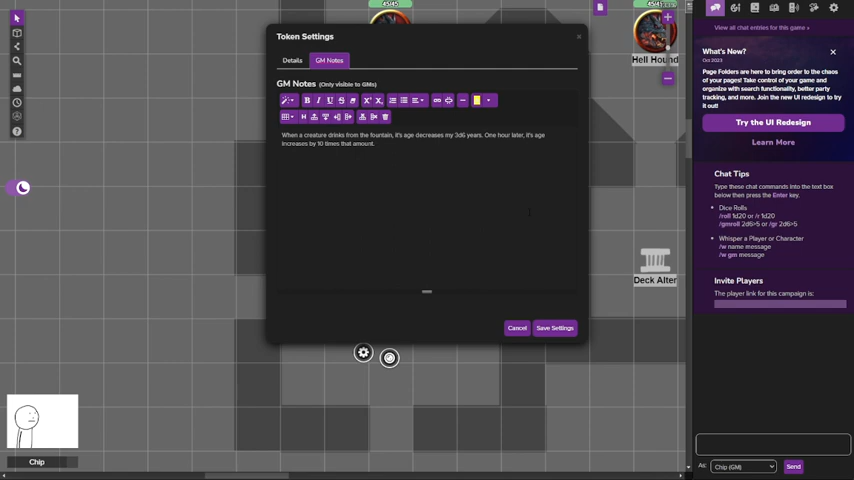 45/45
45/45
Hell Hound
View all chat entries for this game »
Token Settings
×
Details
GM Notes
What's New?
Oct 2023
Page Folders are here to bring order to the chaos
of your pages! Take control of your game and
organize with search functionality, better party
tracking, and more. Join the new UI redesign to try
it out!
Try the UI Redesign
Learn More
GM Notes (Only visible to GMs)
B I U S
When a creature drinks from the fountain, it's age decreases my 3d6 years. One hour later, it's age
increases by 10 times that amount.
Chat Tips
Type these chat commands into the text box
below then press the Enter key.
Dice Rolls
/roll 1d20 or /r 1d20
/gmroll 2d6>5 or /gr 2d6>5
Whisper a Player or Character
/w name message
/w gm message
Deck Alter
Invite Players
The player link for this campaign is:
Cancel
Save Settings
Chip
As:
Chip (GM)
Send